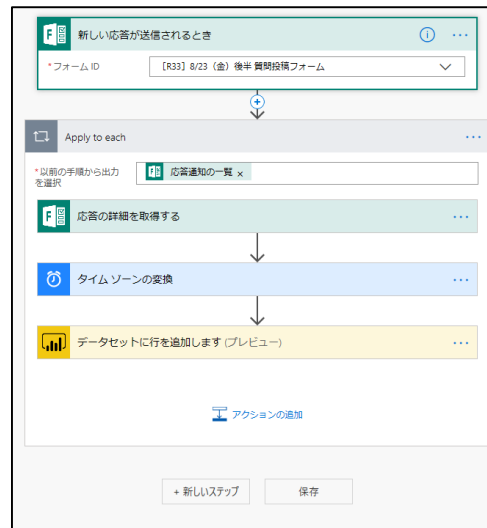 新しい応答が送信されるとき
*フォーム ID
[R33] 8/23（金）後半 質問投稿フォーム
Apply to each
*以前の手順から出力
を選択
応答通知の一覧 x
応答の詳細を取得する
タイム ゾーンの変換
データセットに行を追加します (プレビュー)
アクションの追加
+ 新しいステップ
保存